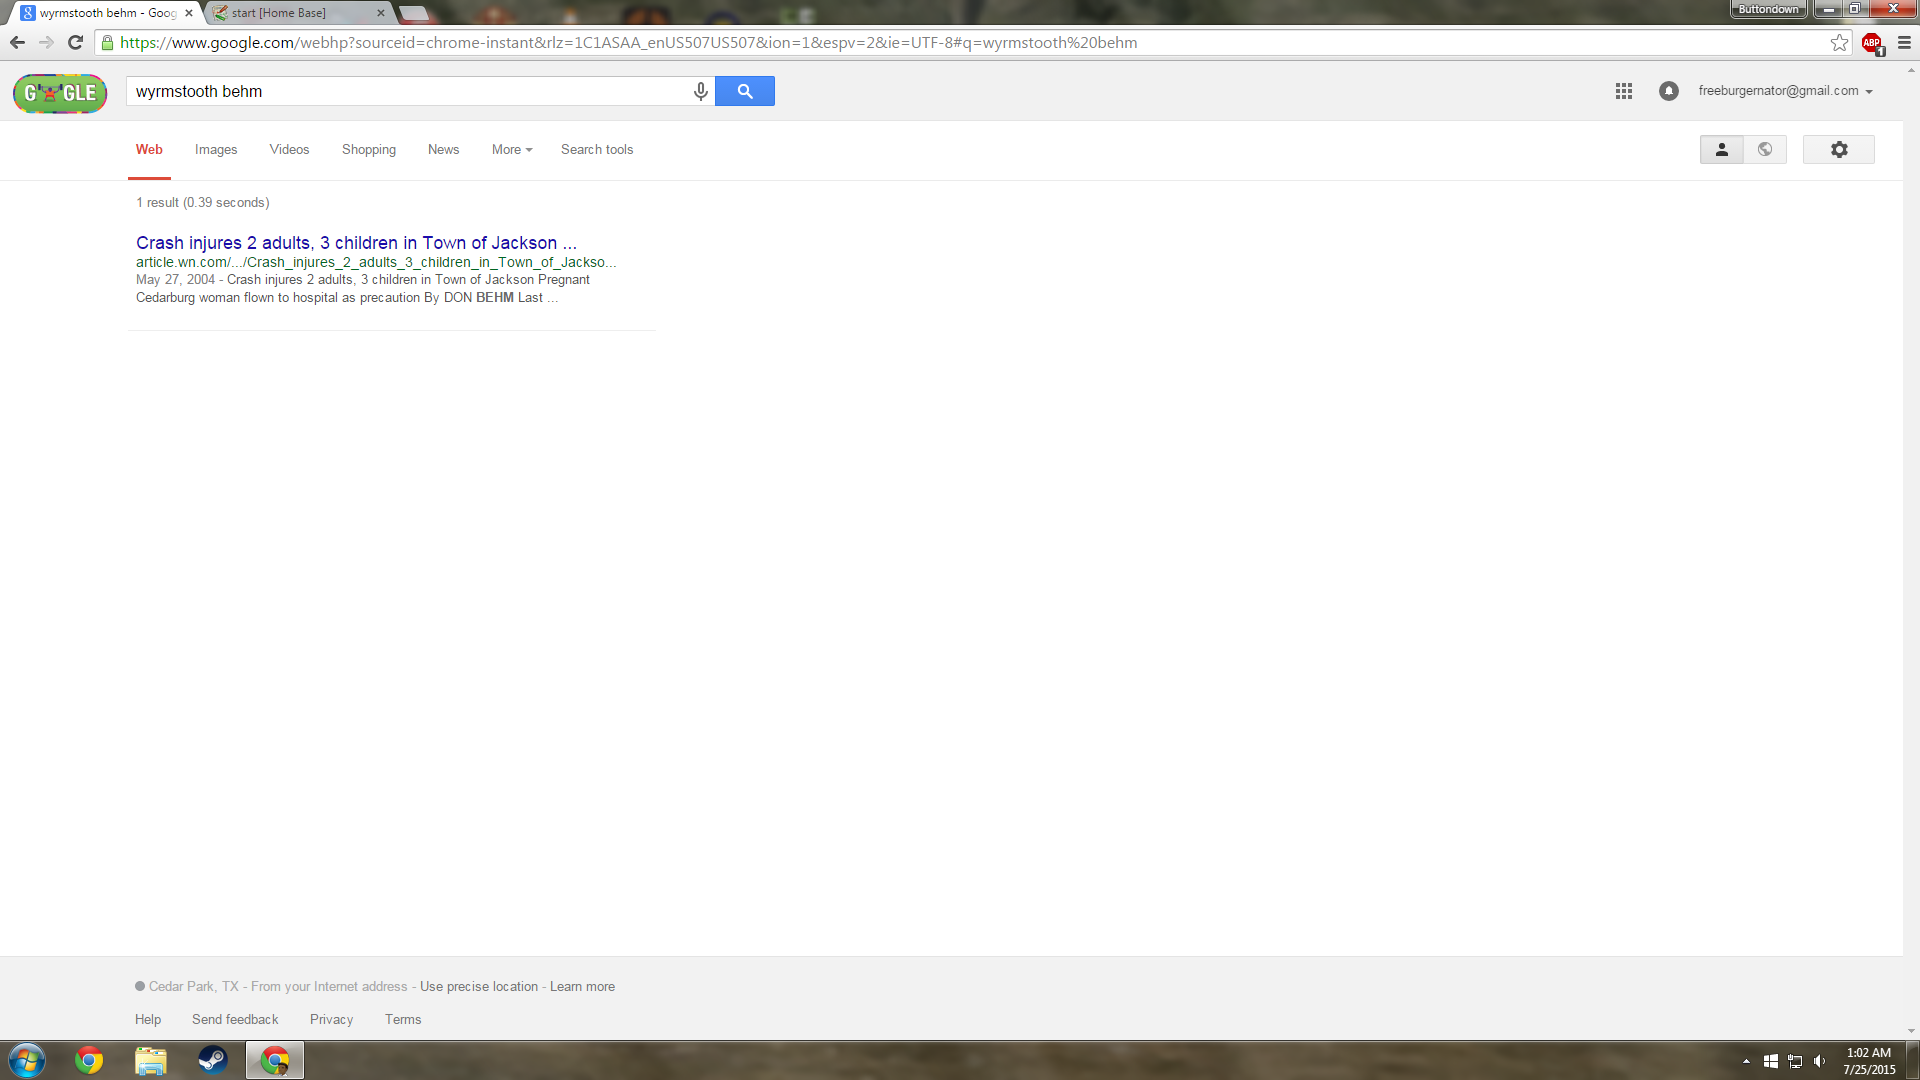 wyrmstooth behm - Goog
start [Home Base]
Buttondown
https://www.google.com/webhp?sourceid=chrome-instant&rlz=1C1ASAA_enUS507US507&ion=1&espv=2&ie=UTF-8#q=wyrmstooth%20behm
ABP
1
G GLE
wyrmstooth behm
freeburgernator@gmail.com
Web Images Videos Shopping News More Search tools
1 result (0.39 seconds)
Crash injures 2 adults, 3 children in Town of Jackson ...
article.wn.com/.../Crash_injures_2_adults_3_children_in_Town_of_Jackso...
May 27, 2004 - Crash injures 2 adults, 3 children in Town of Jackson Pregnant
Cedarburg woman flown to hospital as precaution By DON BEHM Last ...
Cedar Park, TX - From your Internet address - Use precise location - Learn more
Help Send feedback Privacy Terms
1:02 AM
7/25/2015